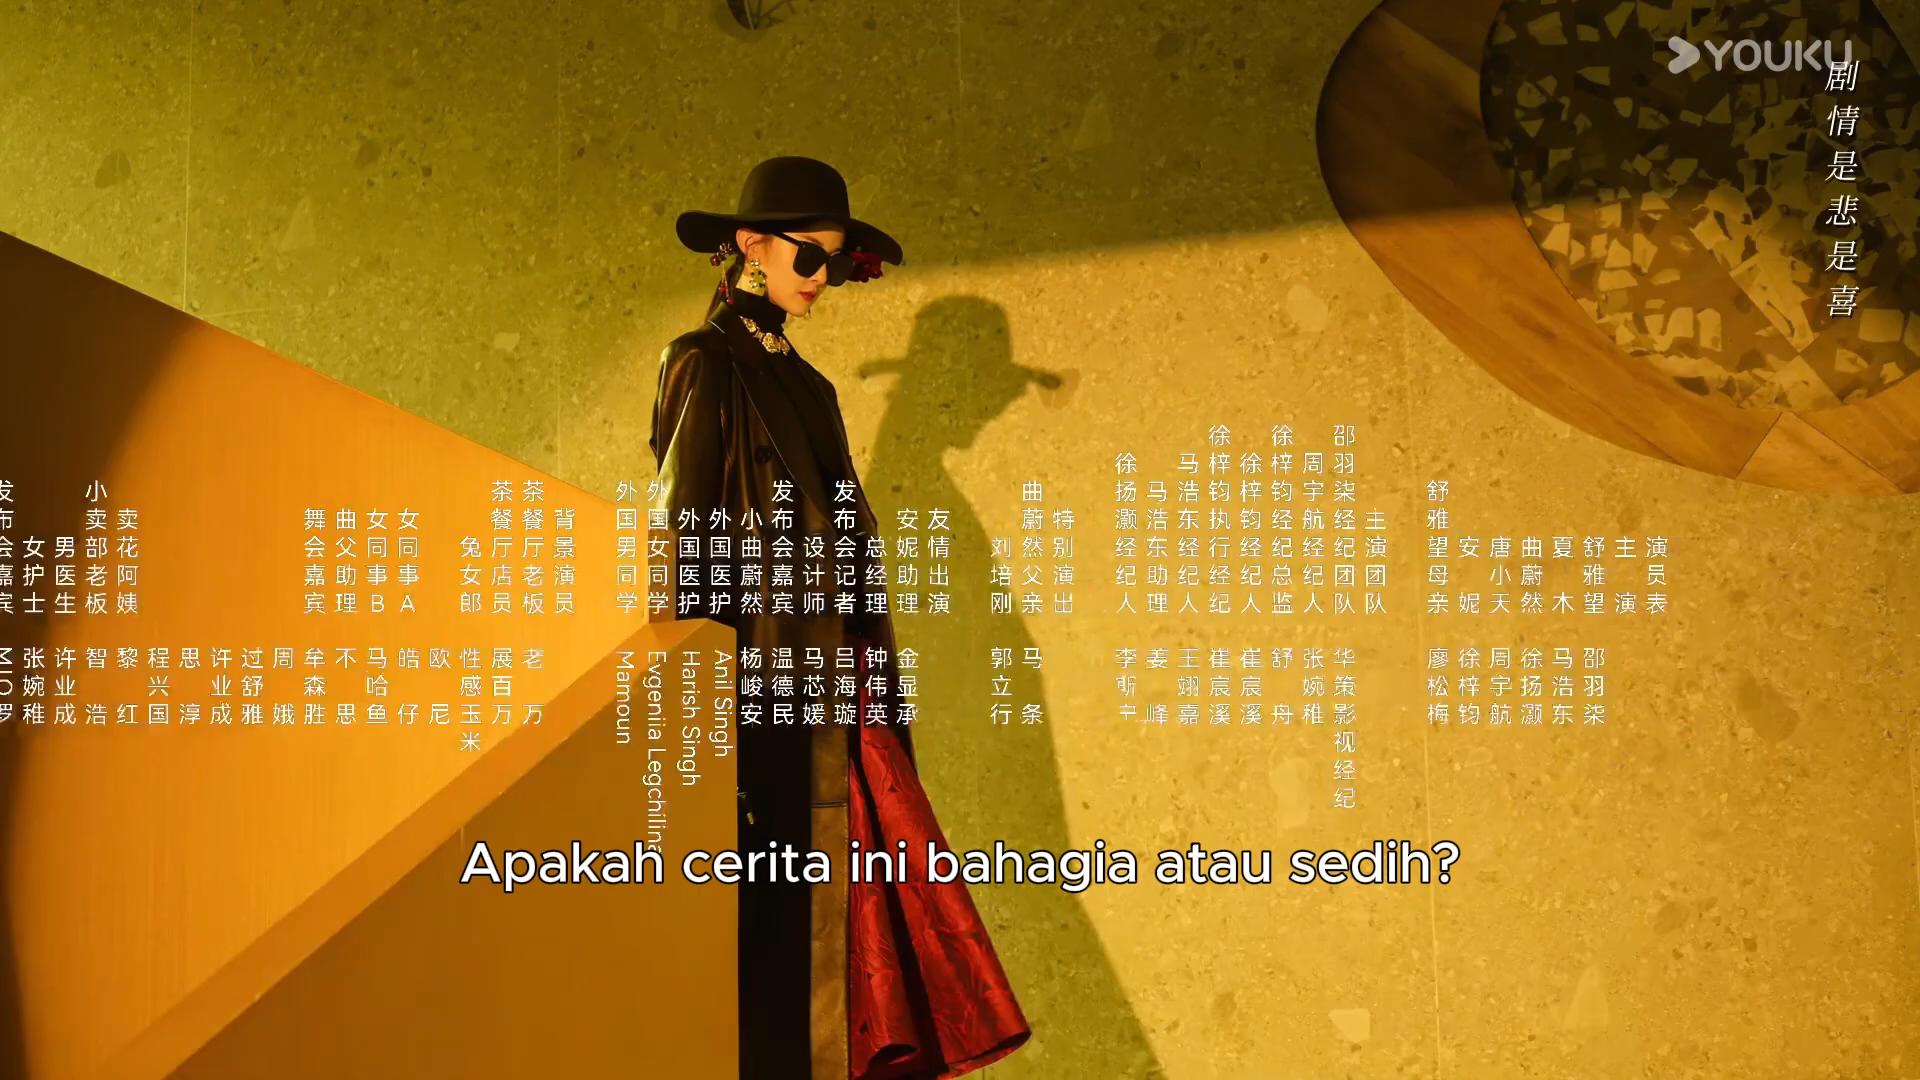 YOUKU
剧情是悲是喜
演员表
主演
舒雅望 邵羽柒
夏木 马浩东
曲蔚然 徐扬灏
唐小天 周宇航
安妮 徐梓钧
舒雅望母亲 廖松梅
主演团队
邵羽柒经纪团队 华策影视经纪
周宇航经纪人 张婉稚
徐梓钧经纪总监 舒舟
徐梓钧经纪人 崔宸溪
徐梓钧执行经纪 崔宸溪
马浩东经纪人 王翊嘉
马浩东助理 姜峰
徐扬灏经纪人 李
特别演出
曲蔚然父亲 马条
刘培刚 郭立行
友情出演
安妮助理 金显承
总经理 钟伟英
发布会记者 吕海璇
设计师 马芯媛
发布会嘉宾 温德民
小曲蔚然 杨峻安
外国医护 Anil Singh
外国医护 Harish Singh
外国女同学 Evgeniia Legchilina
外国男同学 Mamoun
背景演员
茶餐厅老板 老万
茶餐厅店员 展百万
兔女郎 性感玉米
欧尼
女同事A 皓仔
女同事B 马哈鱼
曲父助理 不思
舞会嘉宾 牟森胜
周娥
过舒雅
许业成
思淳
程兴国
卖花阿姨 黎红
小卖部老板 智浩
男医生 许业成
女护士 张婉稚
发布会嘉宾
Apakah cerita ini bahagia atau sedih?